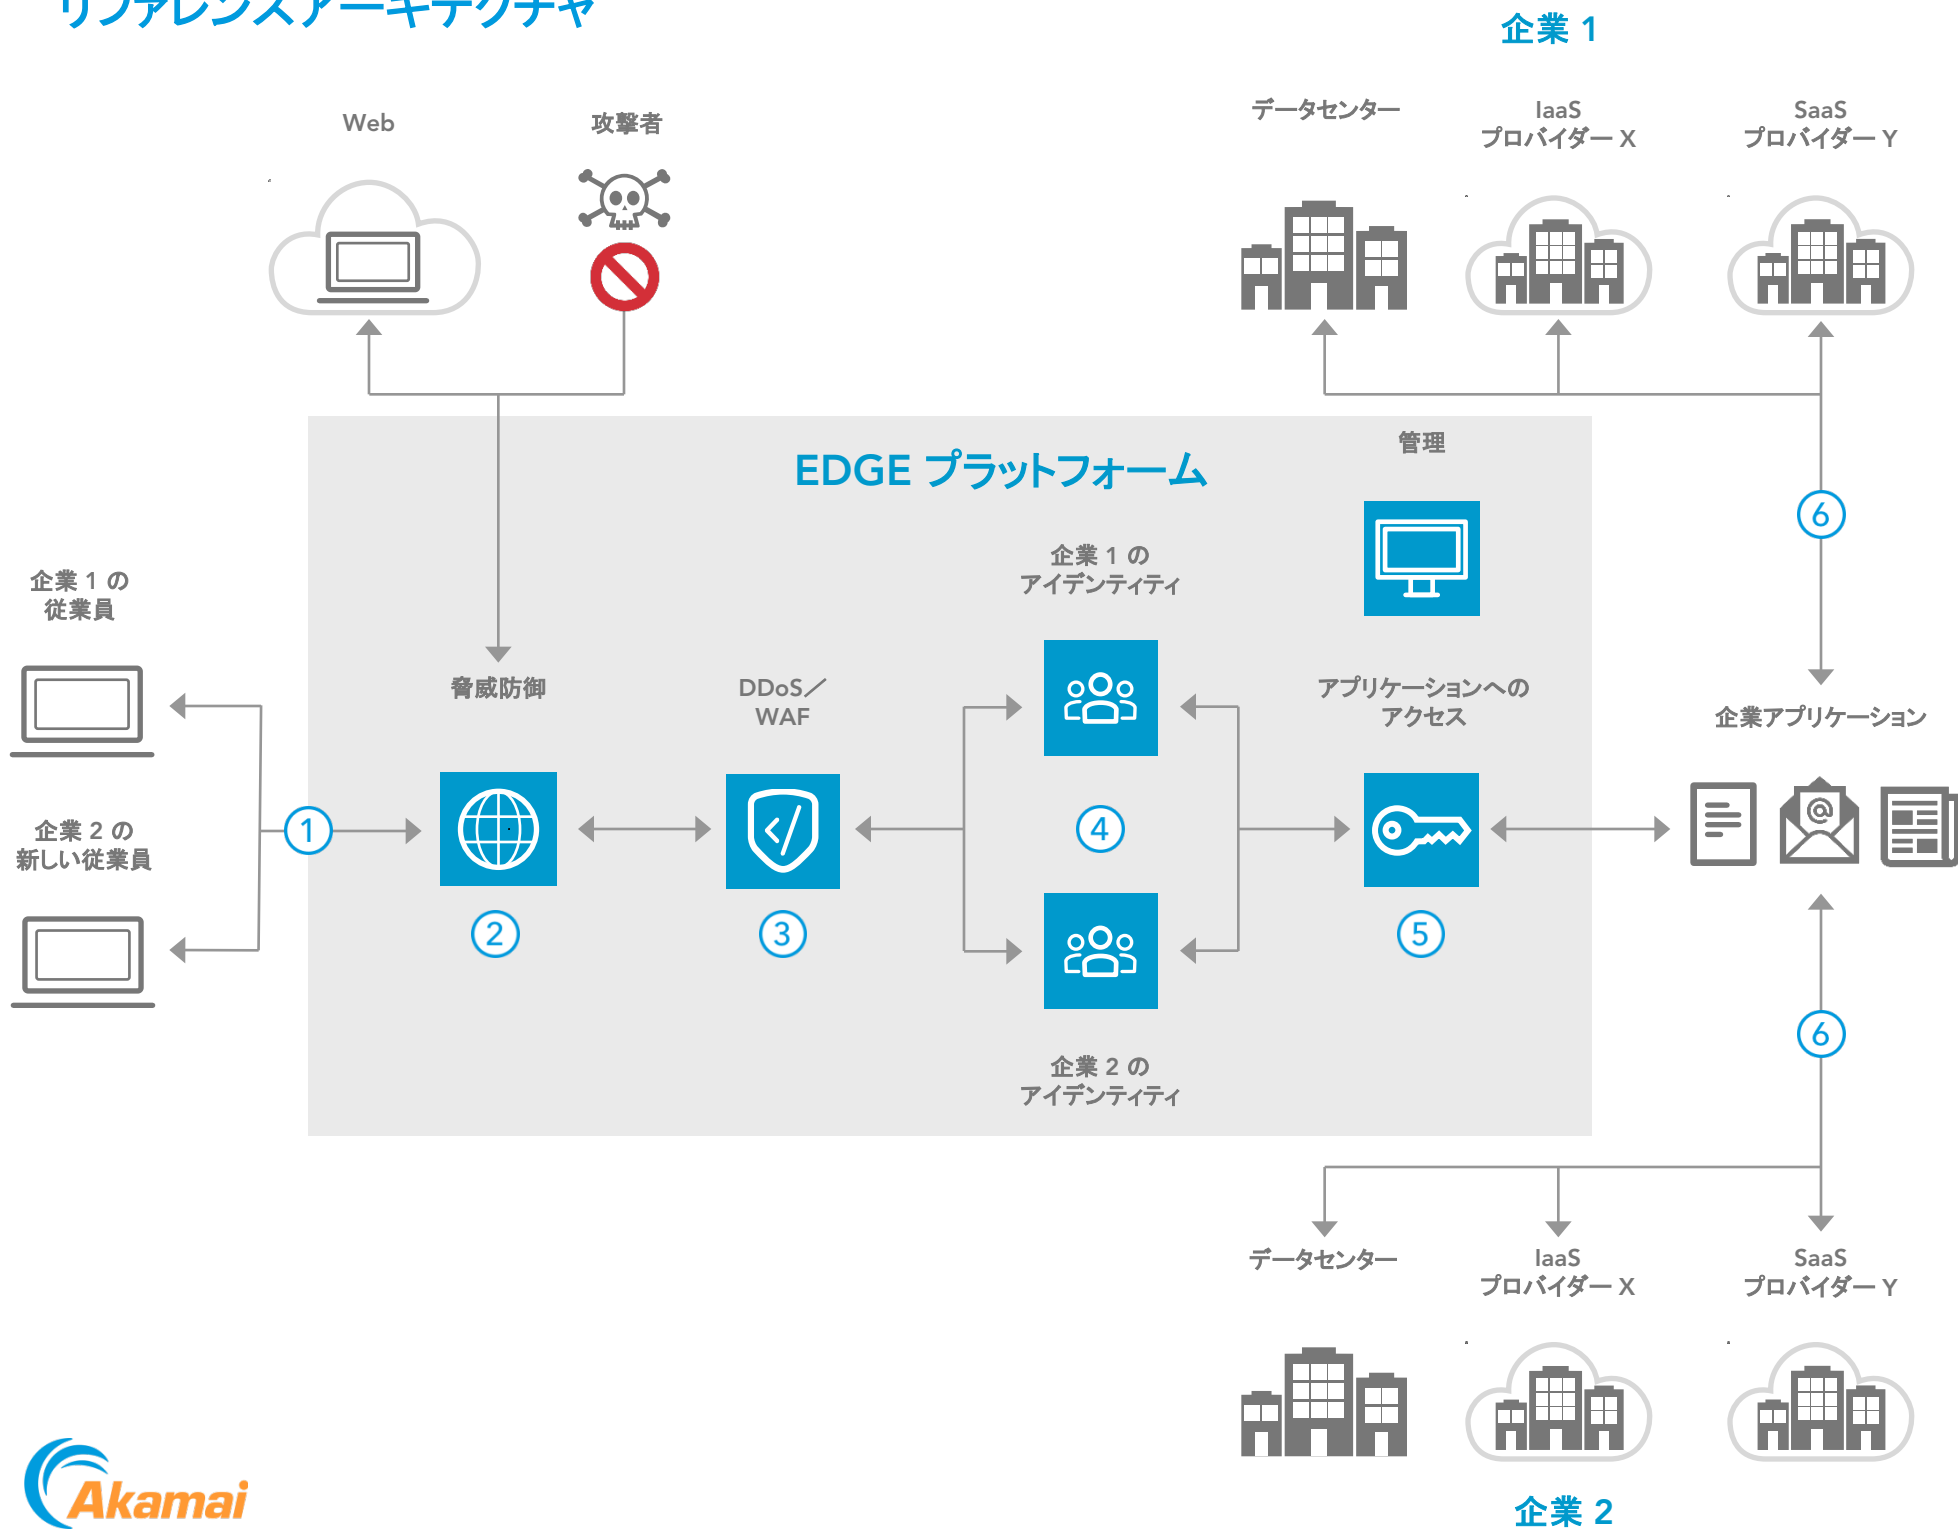 リファレンスアーキテクチャ
企業 1
Web
攻撃者
データセンター
IaaS
プロバイダー X
SaaS
プロバイダー Y
EDGE プラットフォーム
管理
6
企業 1 の
従業員
企業 1 の
アイデンティティ
脅威防御
DDoS／
WAF
アプリケーションへの
アクセス
企業アプリケーション
企業 2 の
新しい従業員
1
2
3
4
5
@
6
企業 2 の
アイデンティティ
データセンター
IaaS
プロバイダー X
SaaS
プロバイダー Y
Akamai
企業 2